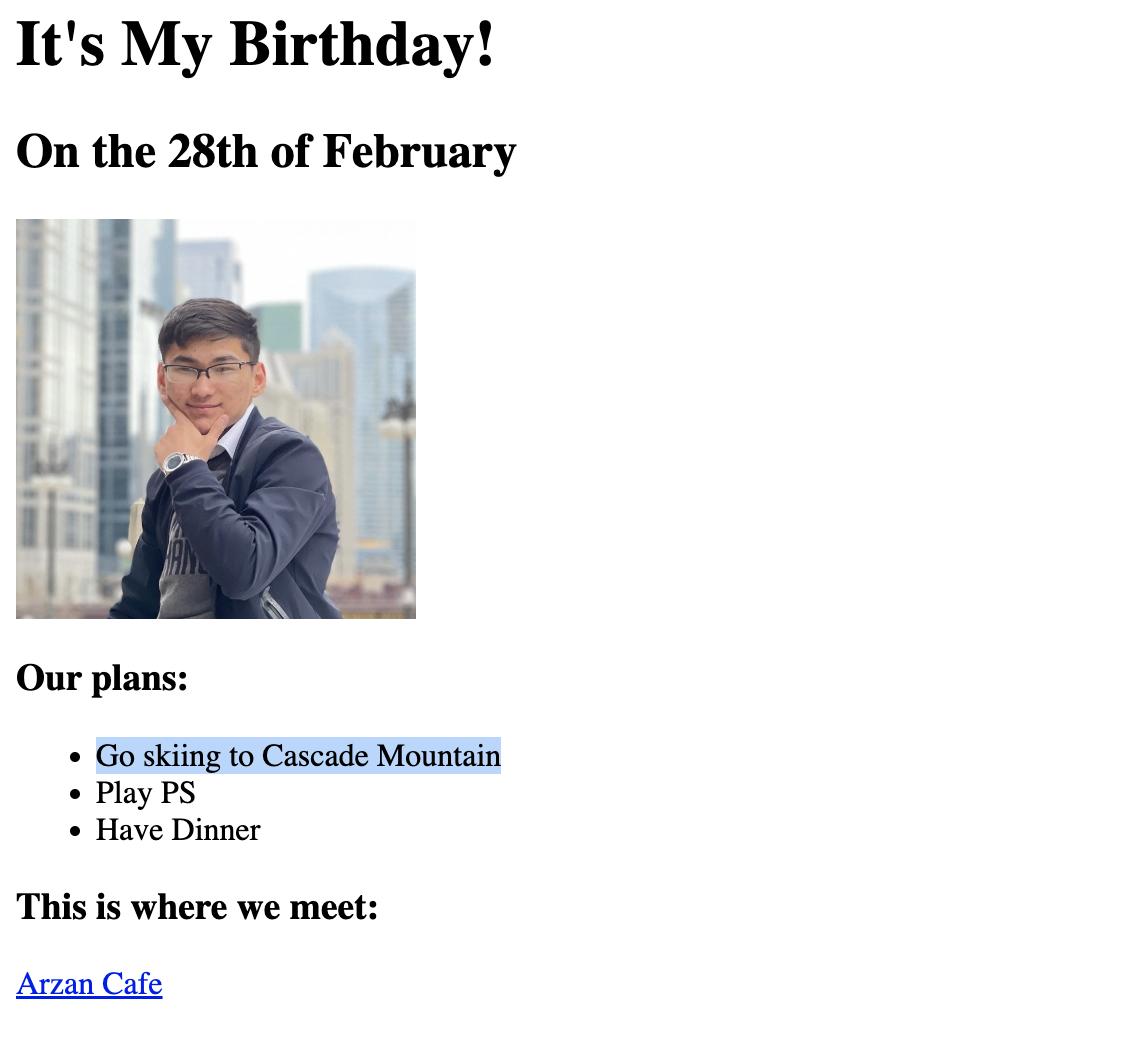 It's My Birthday!
On the 28th of February
Our plans:
Go skiing to Cascade Mountain
Play PS
Have Dinner
This is where we meet:
Arzan Cafe